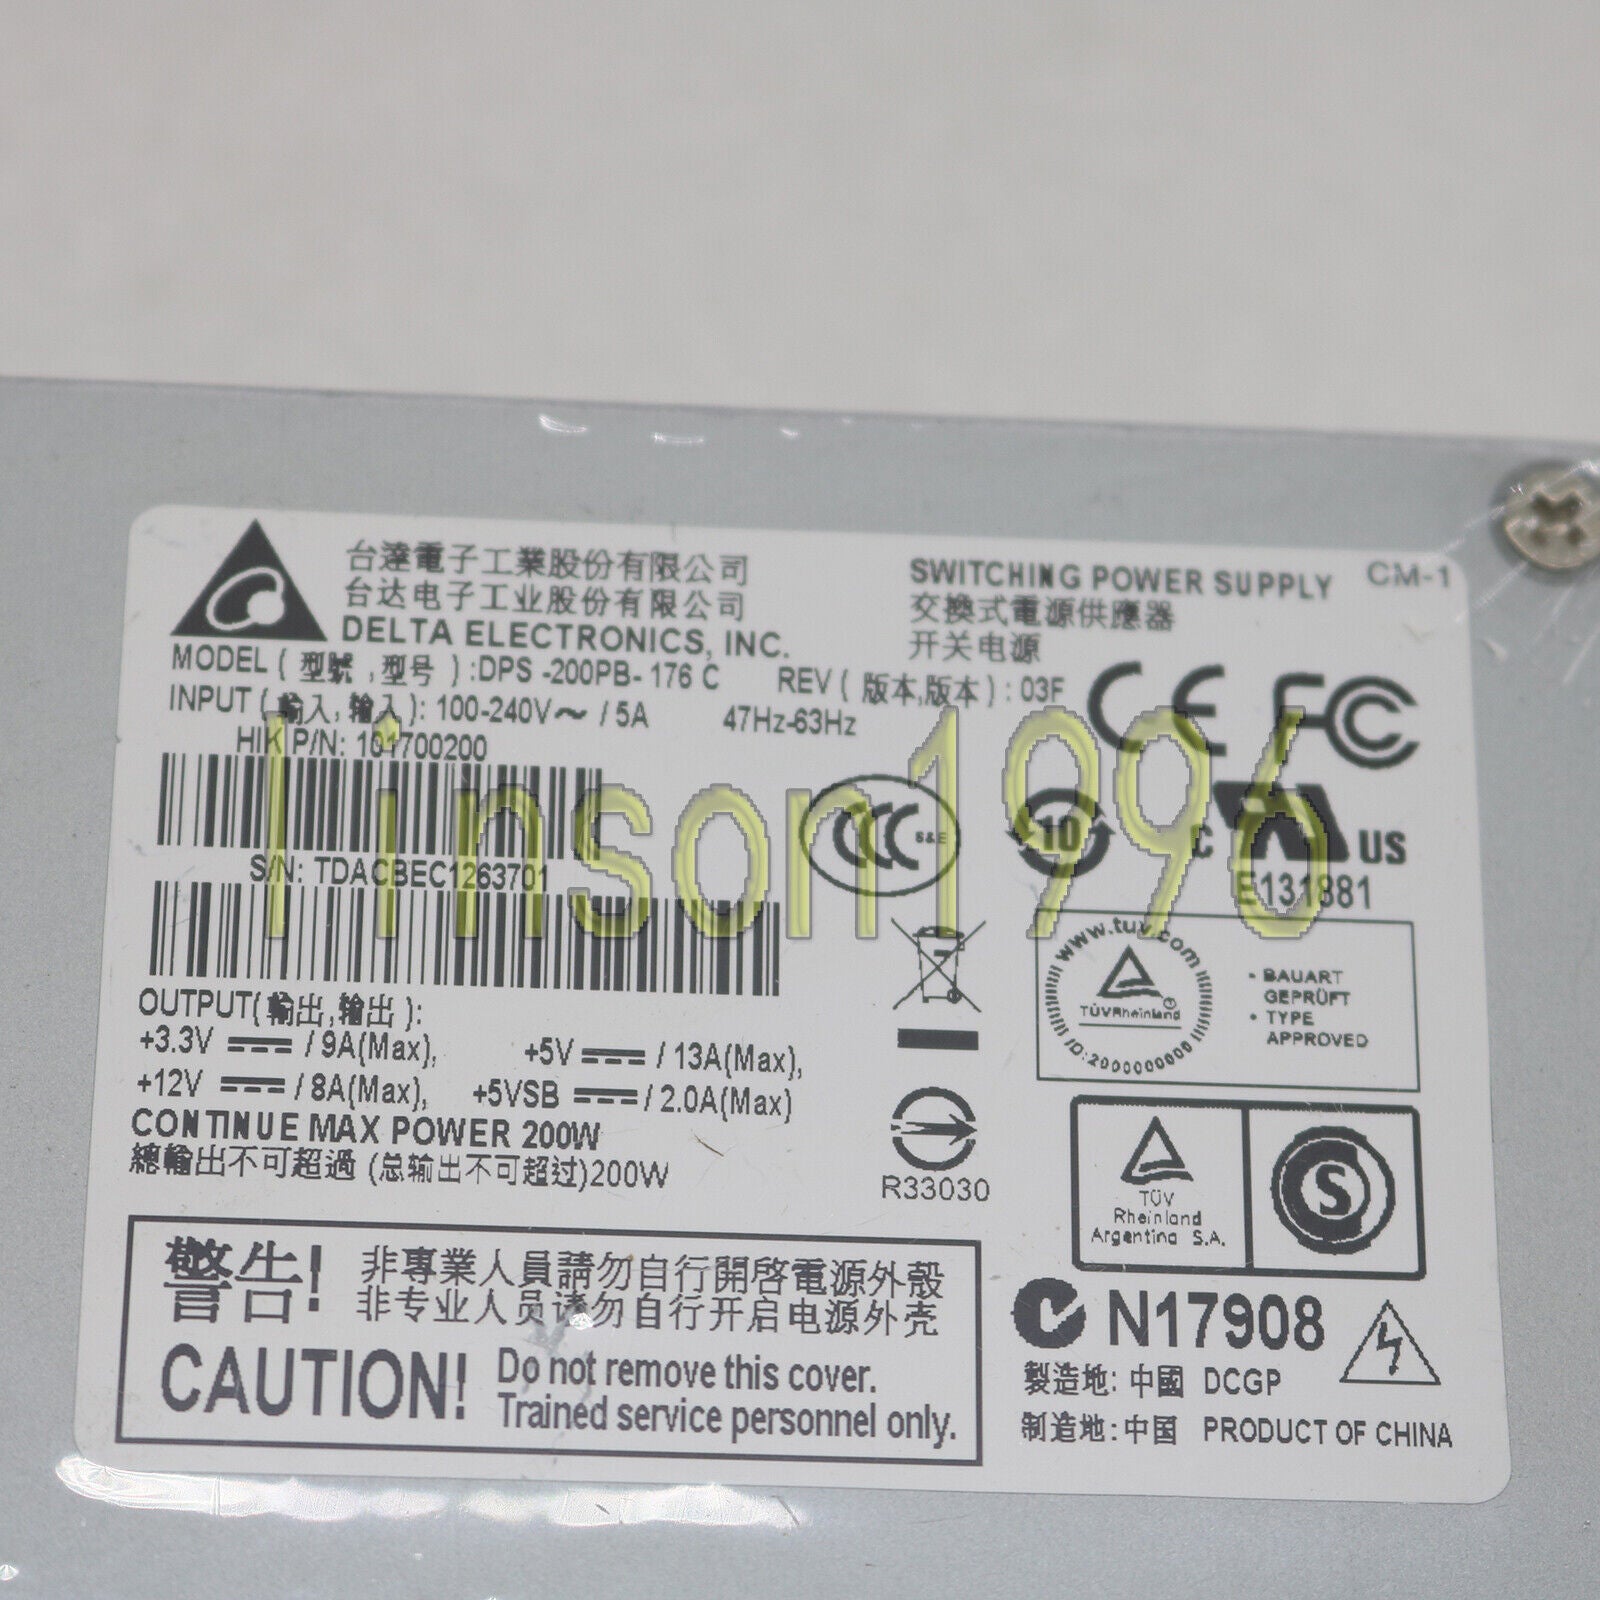 台達電子工業股份有限公司
台达电子工业股份有限公司
DELTA ELECTRONICS, INC.
SWITCHING POWER SUPPLY CM-1
交換式電源供應器
开关电源
MODEL ( 型號 , 型号 ) :DPS -200PB- 176 C REV ( 版本,版本 ) : 03F
INPUT ( 輸入, 输入 ): 100-240V～ / 5A 47Hz-63Hz
HIK P/N: 101700200
S/N: TDACBEC1263701
linson1996
CE FC
CCC S&E
10
c US
E131881
www.tuv.com
TÜVRheinland
ID:2000000000
- BAUART
GEPRÜFT
• TYPE
APPROVED
OUTPUT( 輸出, 输出 ):
+3.3V / 9A(Max), +5V / 13A(Max),
+12V / 8A(Max), +5VSB / 2.0A(Max)
CONTINUE MAX POWER 200W
總輸出不可超過 (总输出不可超过)200W
R33030
TÜV
Rheinland
Argentina S.A.
S
警告! 非專業人員請勿自行開啓電源外殼
非专业人员请勿自行开启电源外壳
CAUTION! Do not remove this cover.
Trained service personnel only.
N17908
製造地: 中國 DCGP
制造地: 中国 PRODUCT OF CHINA